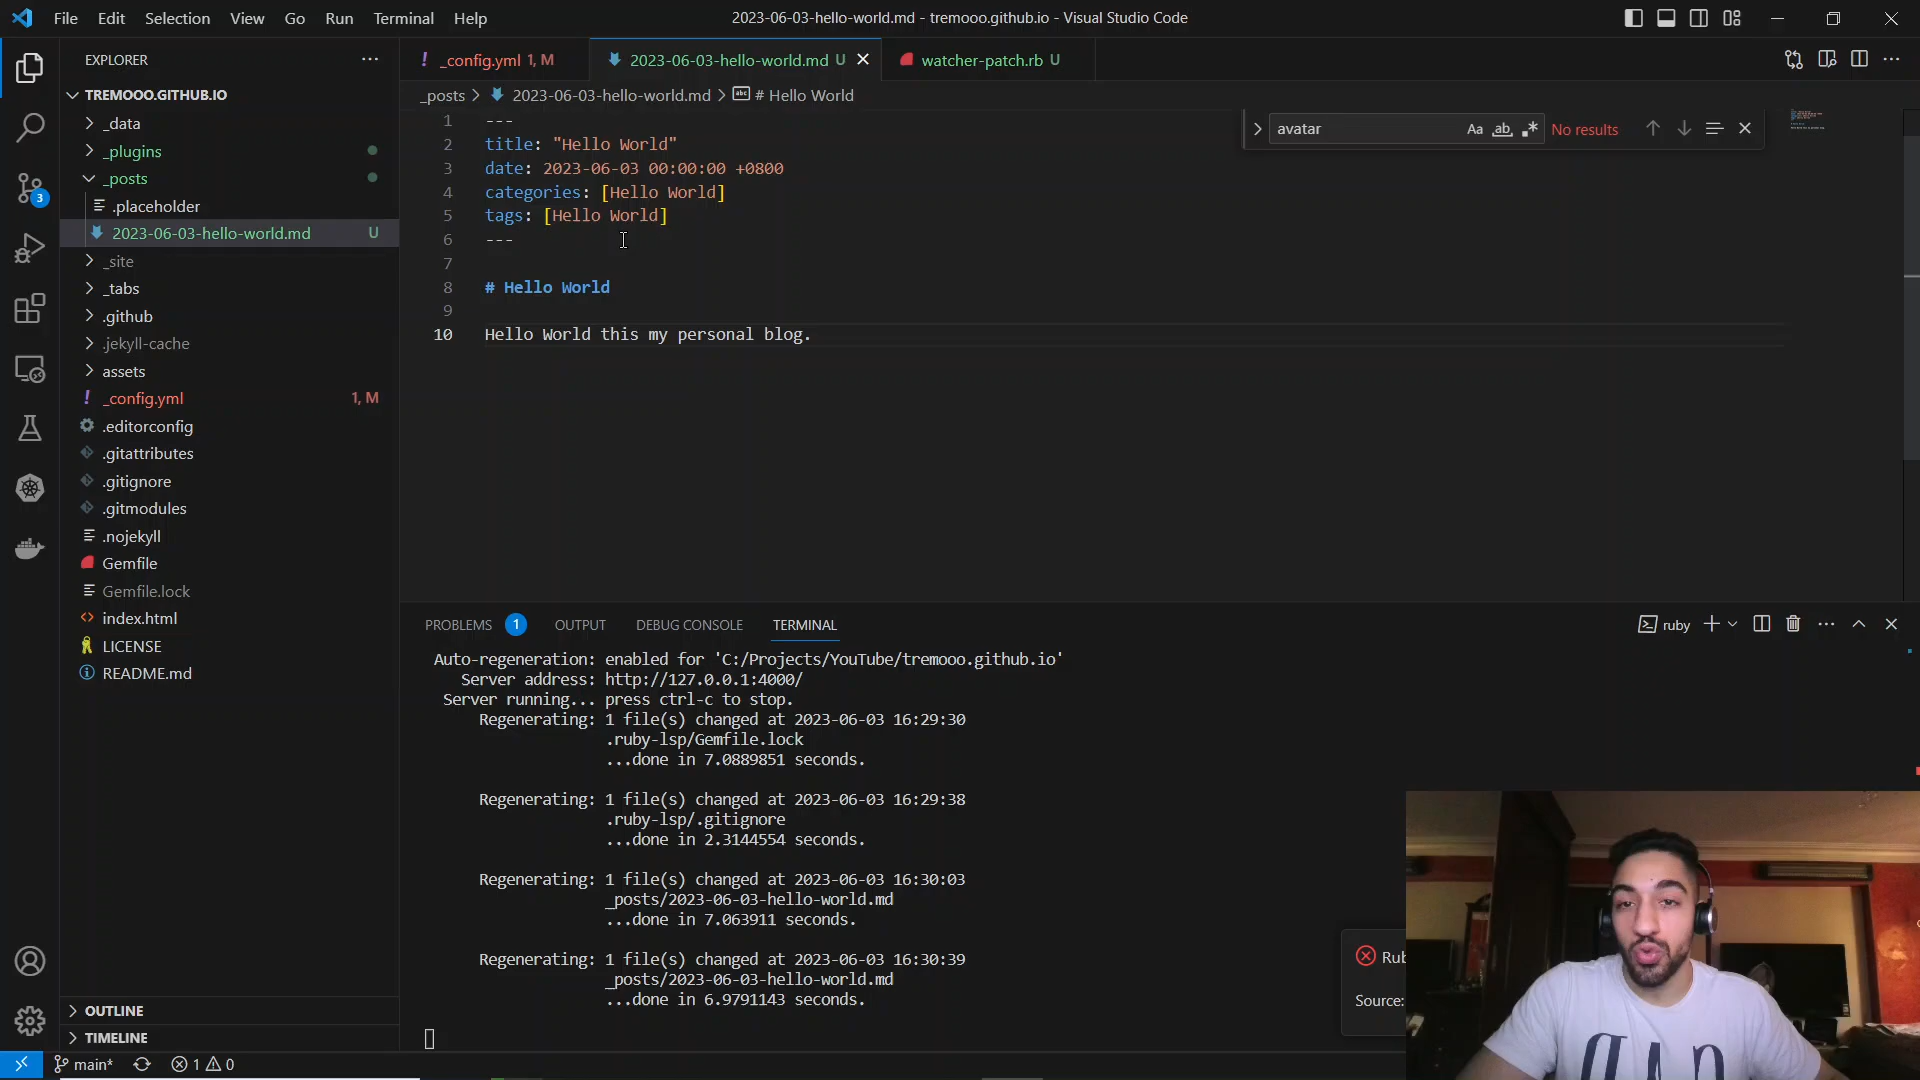 File Edit Selection View Go Run Terminal Help
2023-06-03-hello-world.md - tremooo.github.io - Visual Studio Code
EXPLORER
TREMOOO.GITHUB.IO
_data
_plugins
_posts
.placeholder
2023-06-03-hello-world.md U
_site
_tabs
.github
.jekyll-cache
assets
_config.yml 1, M
.editorconfig
.gitattributes
.gitignore
.gitmodules
.nojekyll
Gemfile
Gemfile.lock
index.html
LICENSE
README.md
OUTLINE
TIMELINE
3
_config.yml 1, M
2023-06-03-hello-world.md U
watcher-patch.rb U
_posts > 2023-06-03-hello-world.md > # Hello World
avatar Aa ab No results
1 ---
2 title: "Hello World"
3 date: 2023-06-03 00:00:00 +0800
4 categories: [Hello World]
5 tags: [Hello World]
6 ---
7
8 # Hello World
9
10 Hello World this my personal blog.
PROBLEMS 1 OUTPUT DEBUG CONSOLE TERMINAL
ruby
Auto-regeneration: enabled for 'C:/Projects/YouTube/tremooo.github.io'
Server address: http://127.0.0.1:4000/
Server running... press ctrl-c to stop.
Regenerating: 1 file(s) changed at 2023-06-03 16:29:30
.ruby-lsp/Gemfile.lock
...done in 7.0889851 seconds.
Regenerating: 1 file(s) changed at 2023-06-03 16:29:38
.ruby-lsp/.gitignore
...done in 2.3144554 seconds.
Regenerating: 1 file(s) changed at 2023-06-03 16:30:03
_posts/2023-06-03-hello-world.md
...done in 7.063911 seconds.
Regenerating: 1 file(s) changed at 2023-06-03 16:30:39
_posts/2023-06-03-hello-world.md
...done in 6.9791143 seconds.
Rub
Source:
main* 1 0